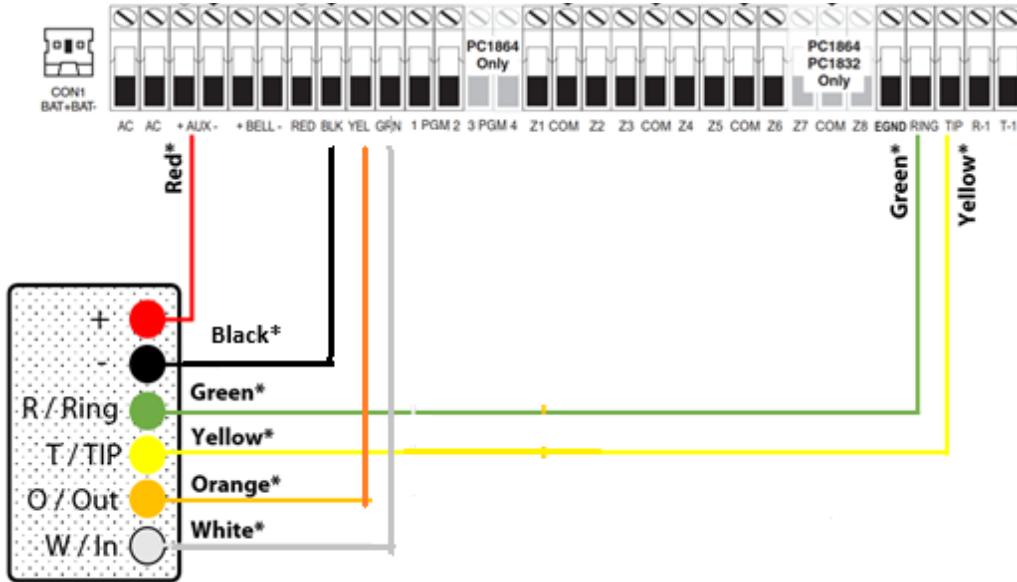 PC1864
Only
PC1864
PC1832
Only
CON1
BAT+BAT-
AC AC + AUX - + BELL - RED BLK YEL GRN 1 PGM 2 3 PGM 4 Z1 COM Z2 Z3 COM Z4 Z5 COM Z6 Z7 COM Z8 EGND RING TIP R-1 T-1
Red*
Green*
Yellow*
+
Black*
-
Green*
R / Ring
Yellow*
T / TIP
Orange*
O / Out
White*
W / In